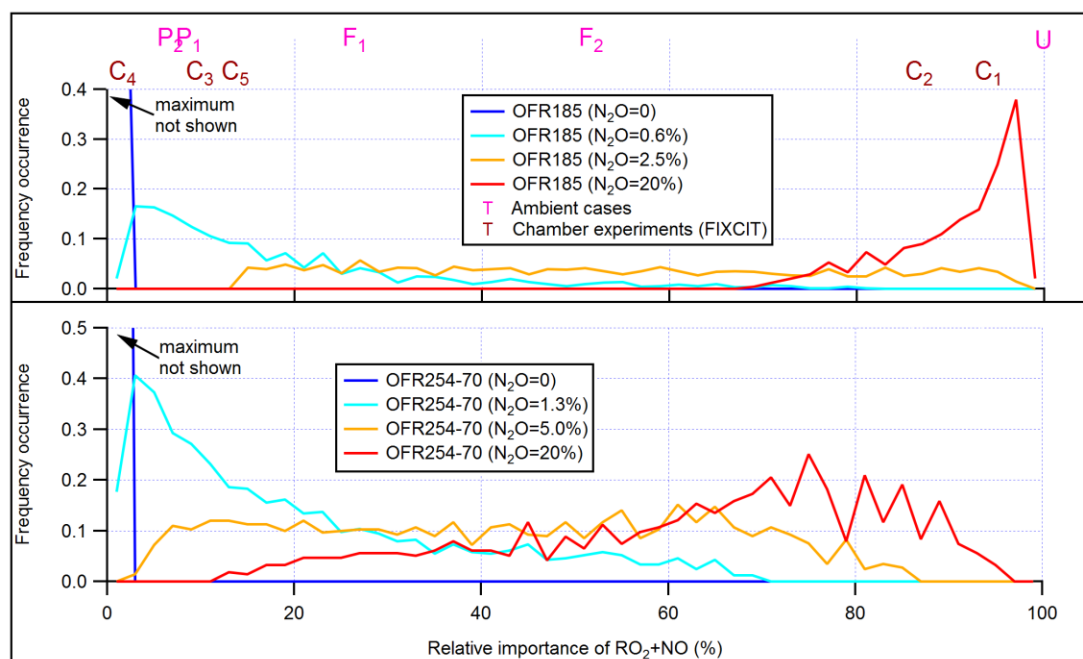 P₂P₁ F₁ F₂ U
C₄ C₃ C₅ C₂ C₁
Frequency occurrence
0.4
0.3
0.2
0.1
0.0
maximum
not shown
OFR185 (N₂O=0)
OFR185 (N₂O=0.6%)
OFR185 (N₂O=2.5%)
OFR185 (N₂O=20%)
T Ambient cases
T Chamber experiments (FIXCIT)
Frequency occurrence
0.5
0.4
0.3
0.2
0.1
0.0
maximum
not shown
OFR254-70 (N₂O=0)
OFR254-70 (N₂O=1.3%)
OFR254-70 (N₂O=5.0%)
OFR254-70 (N₂O=20%)
0 20 40 60 80 100
Relative importance of RO₂+NO (%)